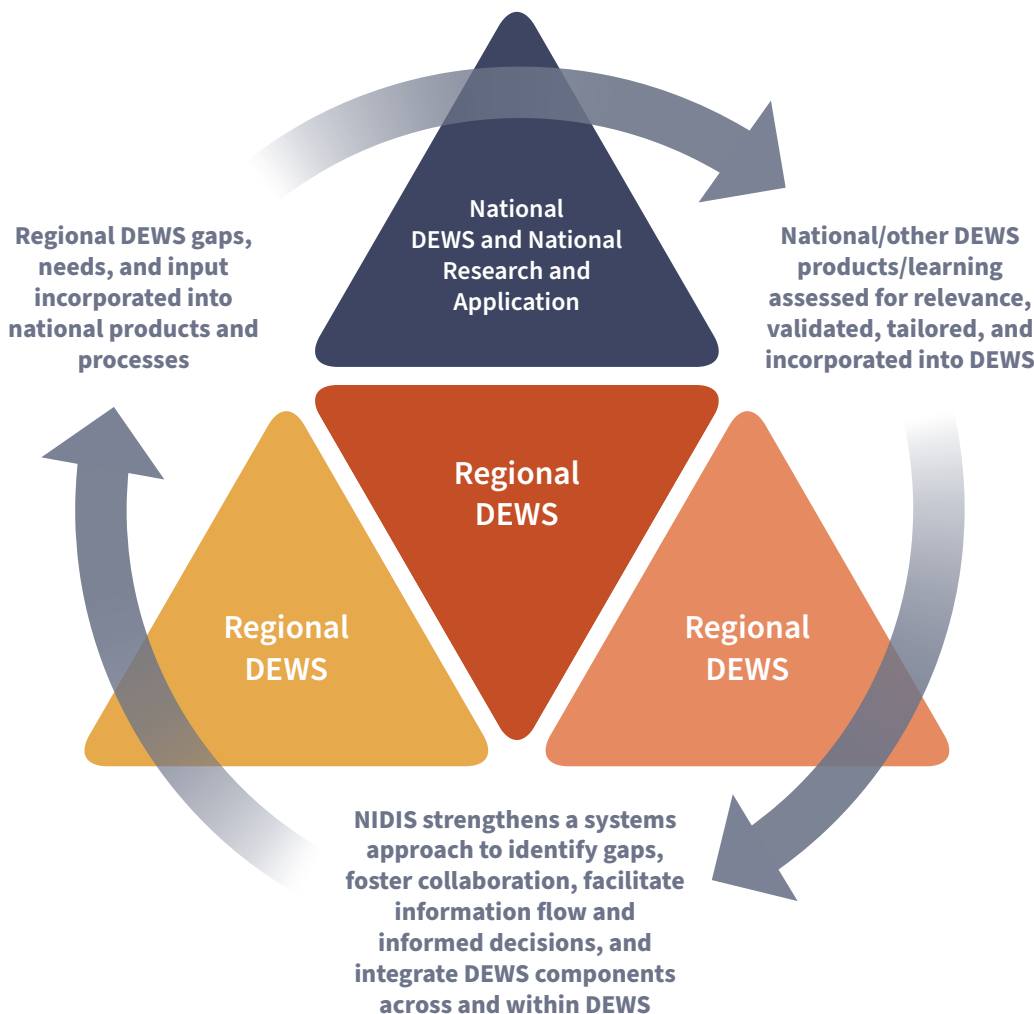 National
DEWS and National
Research and
Application
Regional DEWS gaps,
needs, and input
incorporated into
national products and
processes
National/other DEWS
products/learning
assessed for relevance,
validated, tailored, and
incorporated into DEWS
Regional
DEWS
Regional
DEWS
Regional
DEWS
NIDIS strengthens a systems
approach to identify gaps,
foster collaboration, facilitate
information flow and
informed decisions, and
integrate DEWS components
across and within DEWS